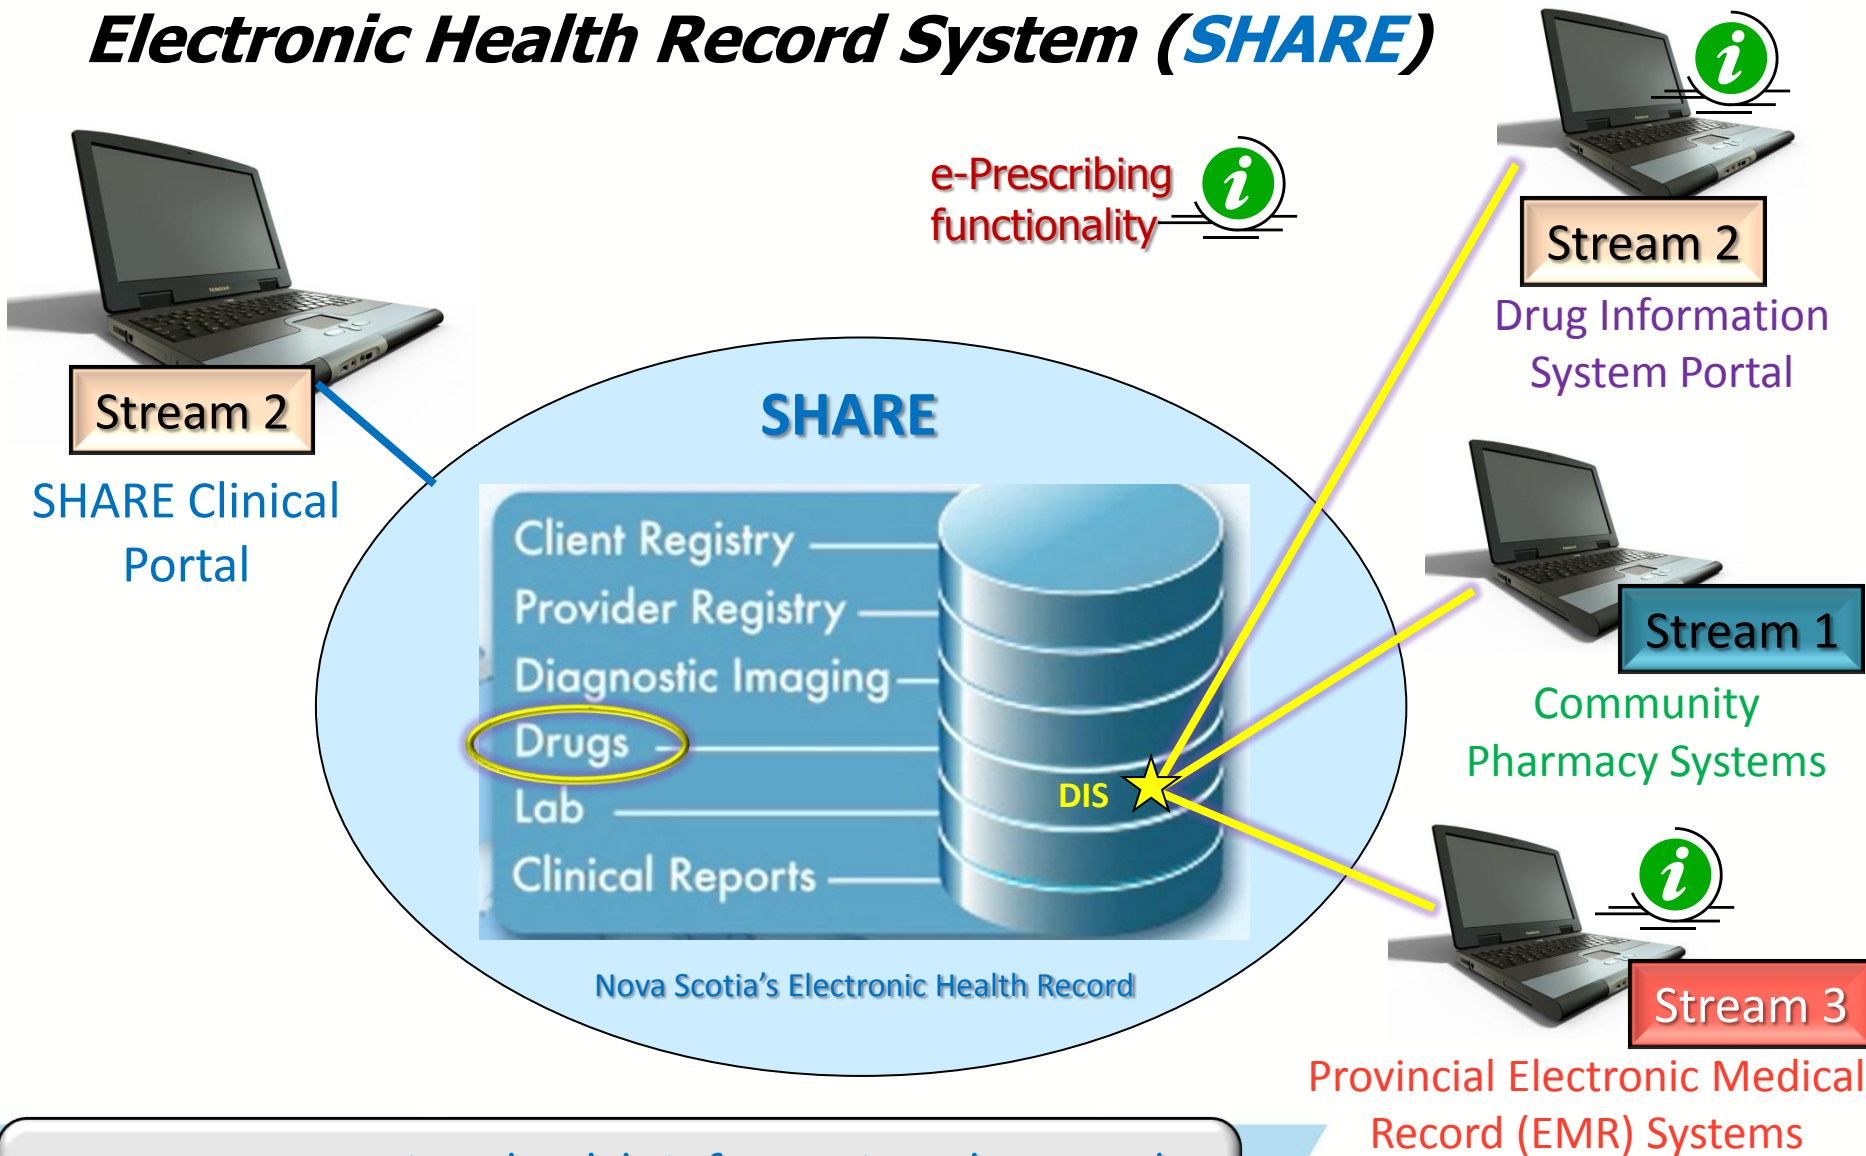 Electronic Health Record System (SHARE)
e-Prescribing
functionality
Stream 2
Drug Information
System Portal
Stream 2
SHARE Clinical
Portal
SHARE
Client Registry
Provider Registry
Diagnostic Imaging
Drugs
Lab
Clinical Reports
DIS
Nova Scotia's Electronic Health Record
Stream 1
Community
Pharmacy Systems
Stream 3
Provincial Electronic Medical
Record (EMR) Systems